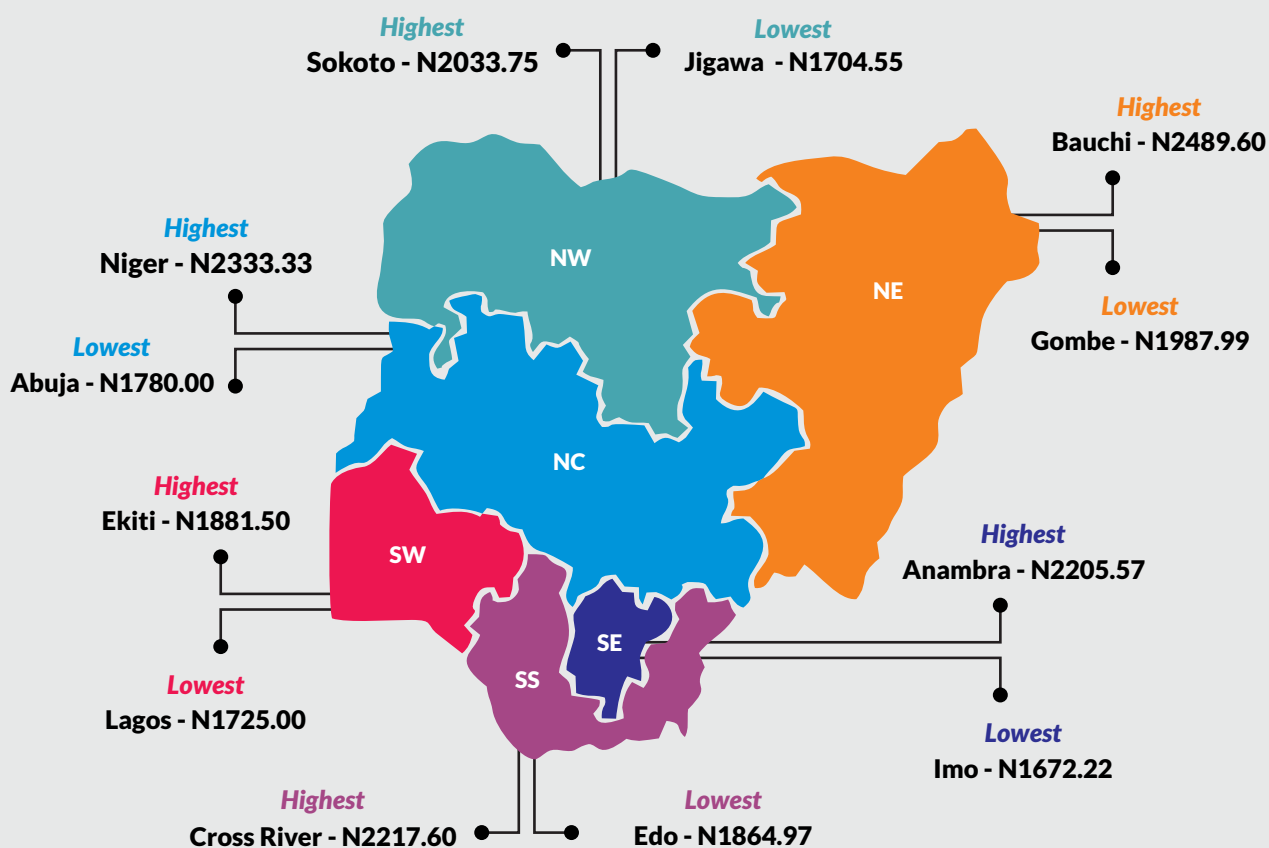 Highest
Sokoto - N2033.75
Lowest
Jigawa - N1704.55
Highest
Bauchi - N2489.60
Lowest
Gombe - N1987.99
Highest
Niger - N2333.33
Lowest
Abuja - N1780.00
NW
NE
NC
SW
SE
SS
Highest
Ekiti - N1881.50
Lowest
Lagos - N1725.00
Highest
Anambra - N2205.57
Lowest
Imo - N1672.22
Highest
Cross River - N2217.60
Lowest
Edo - N1864.97